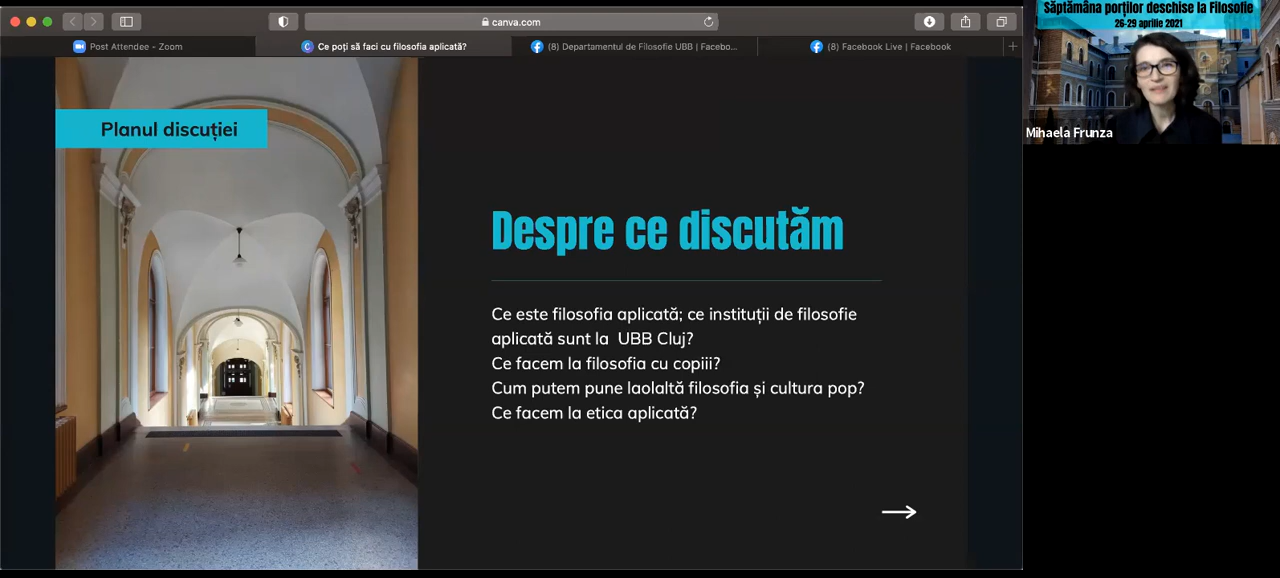 canva.com
Post Attendee - Zoom
Ce poți să faci cu filosofia aplicată?
(8) Departamentul de Filosofie UBB | Facebo...
(8) Facebook Live | Facebook
Planul discuției
Despre ce discutăm
Ce este filosofia aplicată; ce instituții de filosofie
aplicată sunt la UBB Cluj?
Ce facem la filosofia cu copiii?
Cum putem pune laolaltă filosofia și cultura pop?
Ce facem la etica aplicată?
Săptămâna porților deschise la Filosofie
26-29 aprilie 2021
Mihaela Frunza